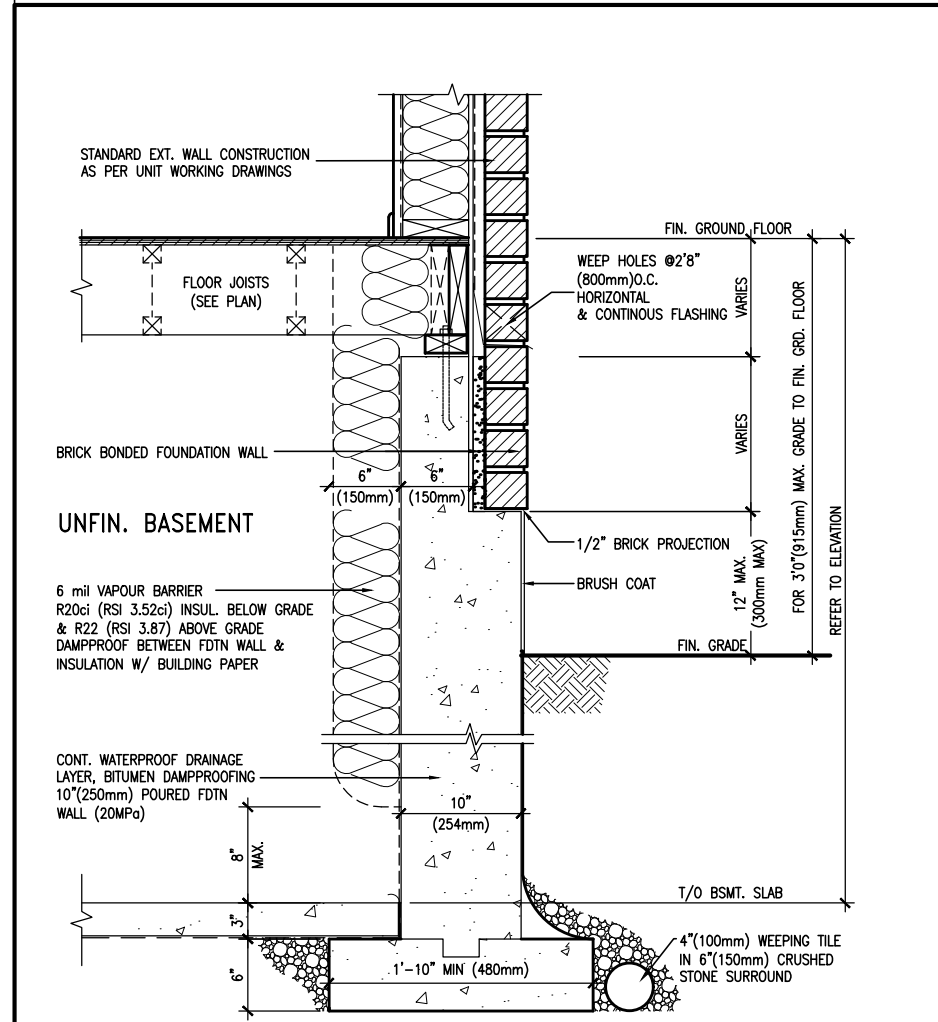 STANDARD EXT. WALL CONSTRUCTION
AS PER UNIT WORKING DRAWINGS
FIN. GROUND FLOOR
FLOOR JOISTS
(SEE PLAN)
WEEP HOLES @2'8"
(800mm)O.C.
HORIZONTAL
& CONTINOUS FLASHING
VARIES
VARIES
FOR 3'0"(915mm) MAX. GRADE TO FIN. GRD. FLOOR
REFER TO ELEVATION
BRICK BONDED FOUNDATION WALL
6"
(150mm)
6"
(150mm)
UNFIN. BASEMENT
1/2" BRICK PROJECTION
BRUSH COAT
12" MAX.
(300mm MAX)
6 mil VAPOUR BARRIER
R20ci (RSI 3.52ci) INSUL. BELOW GRADE
& R22 (RSI 3.87) ABOVE GRADE
DAMPPROOF BETWEEN FDTN WALL &
INSULATION W/ BUILDING PAPER
FIN. GRADE
CONT. WATERPROOF DRAINAGE
LAYER, BITUMEN DAMPPROOFING
10"(250mm) POURED FDTN
WALL (20MPa)
10"
(254mm)
8"
MAX.
T/O BSMT. SLAB
3"
6"
1'-10" MIN (480mm)
4"(100mm) WEEPING TILE
IN 6"(150mm) CRUSHED
STONE SURROUND